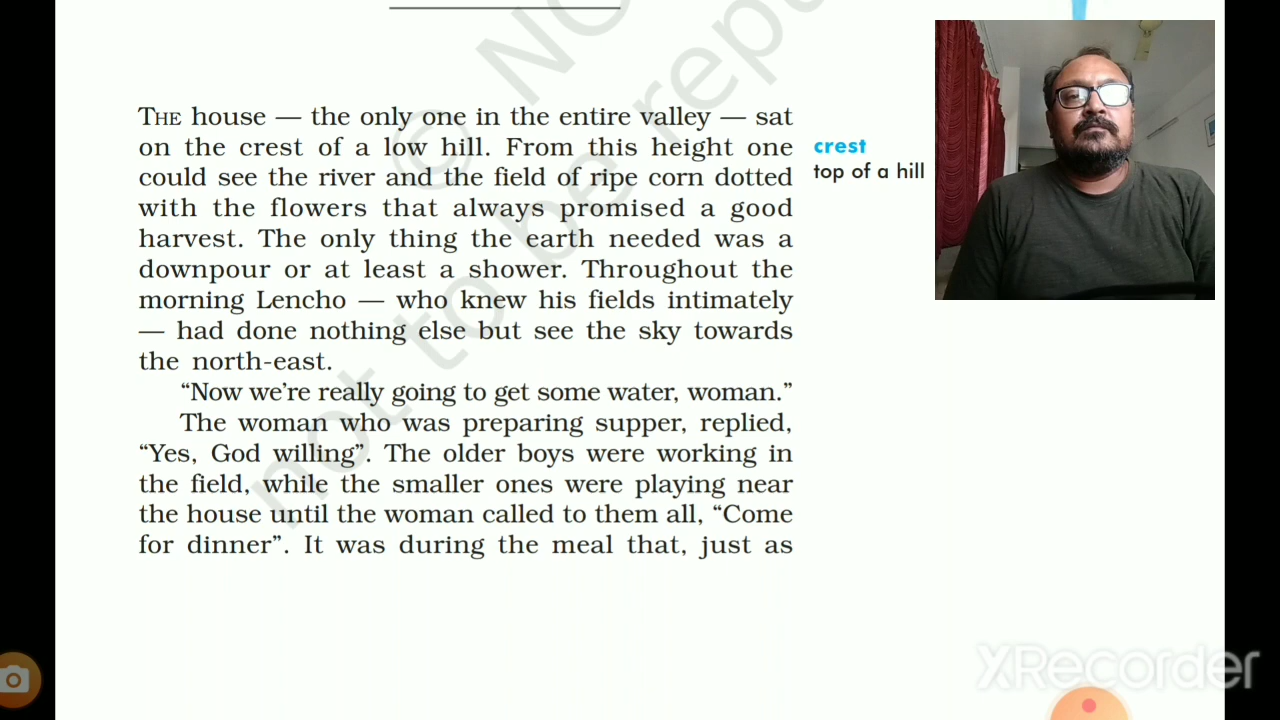 THE house — the only one in the entire valley — sat
on the crest of a low hill. From this height one
could see the river and the field of ripe corn dotted
with the flowers that always promised a good
harvest. The only thing the earth needed was a
downpour or at least a shower. Throughout the
morning Lencho — who knew his fields intimately
— had done nothing else but see the sky towards
the north-east.
“Now we’re really going to get some water, woman.”
The woman who was preparing supper, replied,
“Yes, God willing”. The older boys were working in
the field, while the smaller ones were playing near
the house until the woman called to them all, “Come
for dinner”. It was during the meal that, just as
crest
top of a hill
© NO
not to be repu
XRecorder